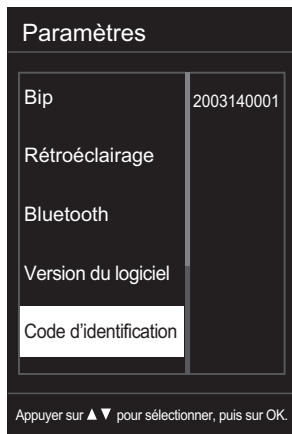 Paramètres
Bip
2003140001
Rétroéclairage
Bluetooth
Version du logiciel
Code d'identification
Appuyer sur ▲▼ pour sélectionner, puis sur OK.